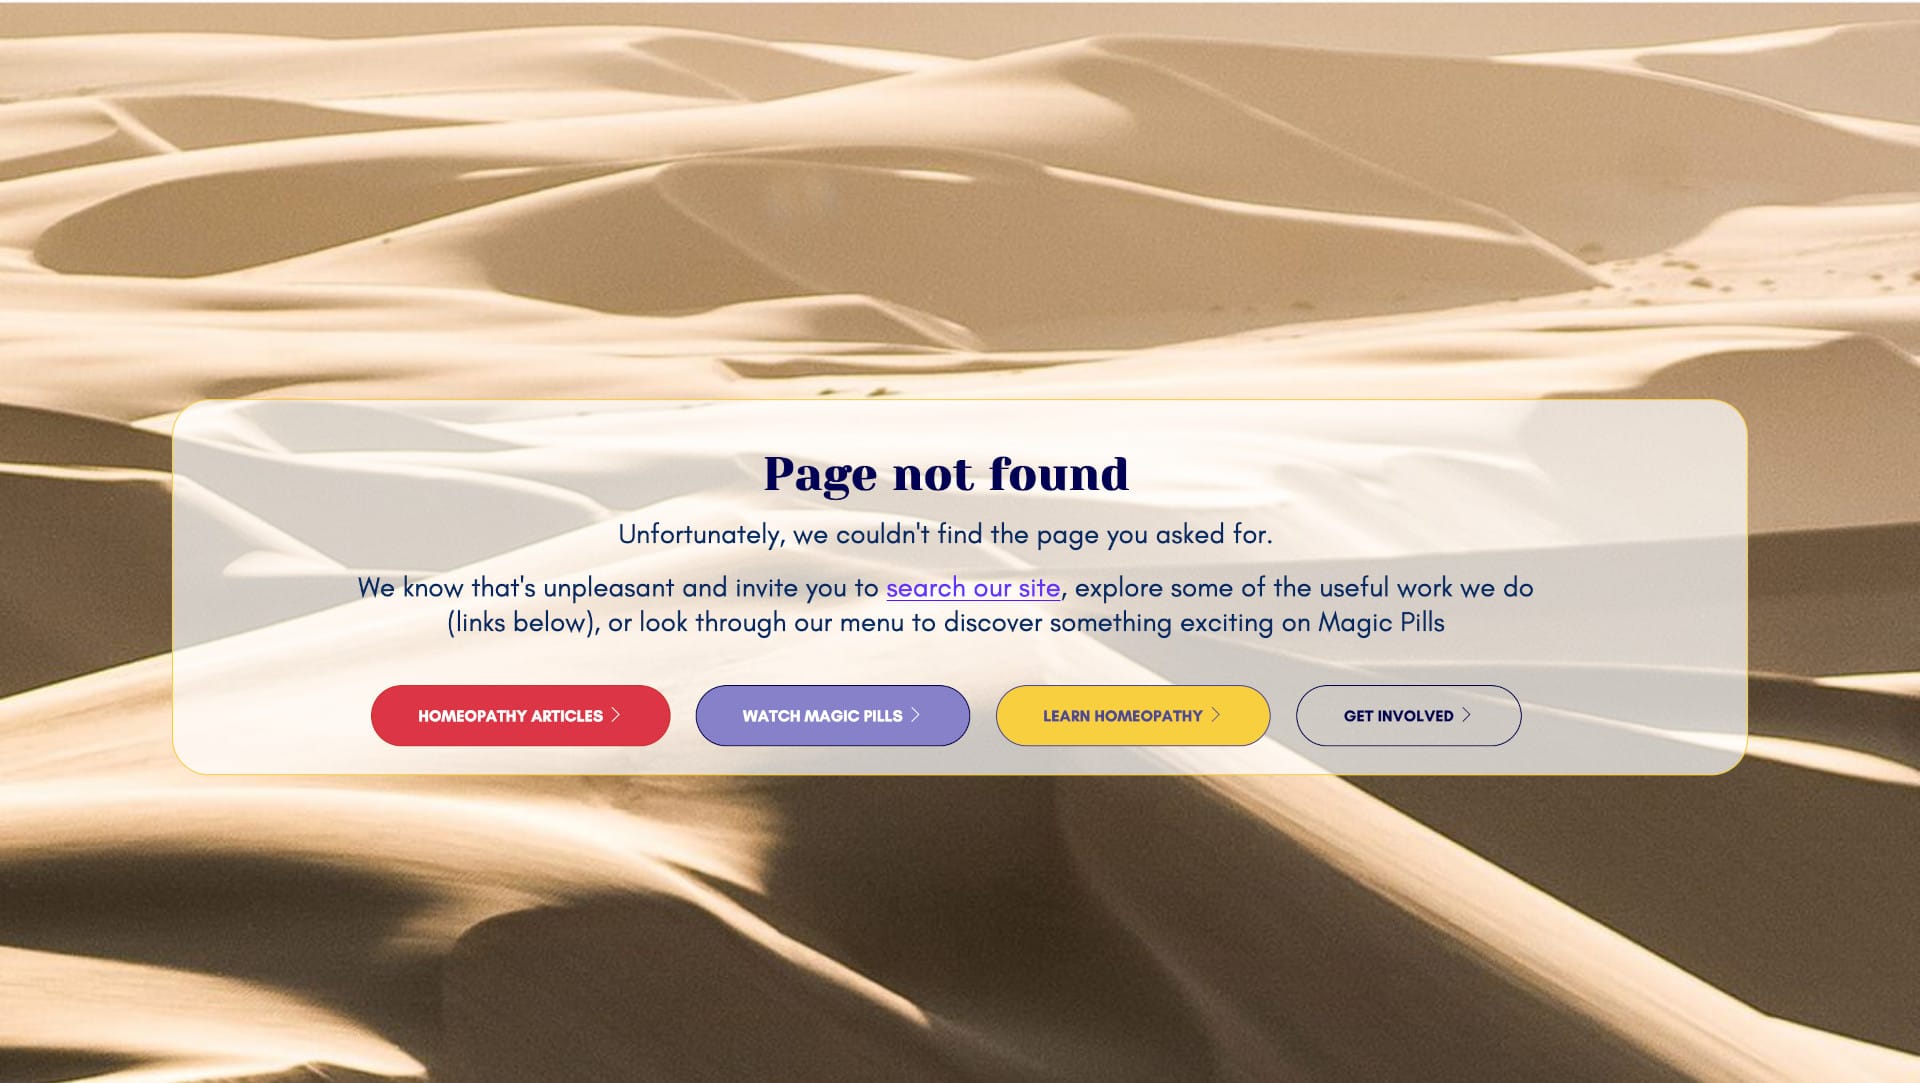 Page not found
Unfortunately, we couldn't find the page you asked for.
We know that's unpleasant and invite you to search our site, explore some of the useful work we do
(links below), or look through our menu to discover something exciting on Magic Pills
HOMEOPATHY ARTICLES
WATCH MAGIC PILLS
LEARN HOMEOPATHY
GET INVOLVED